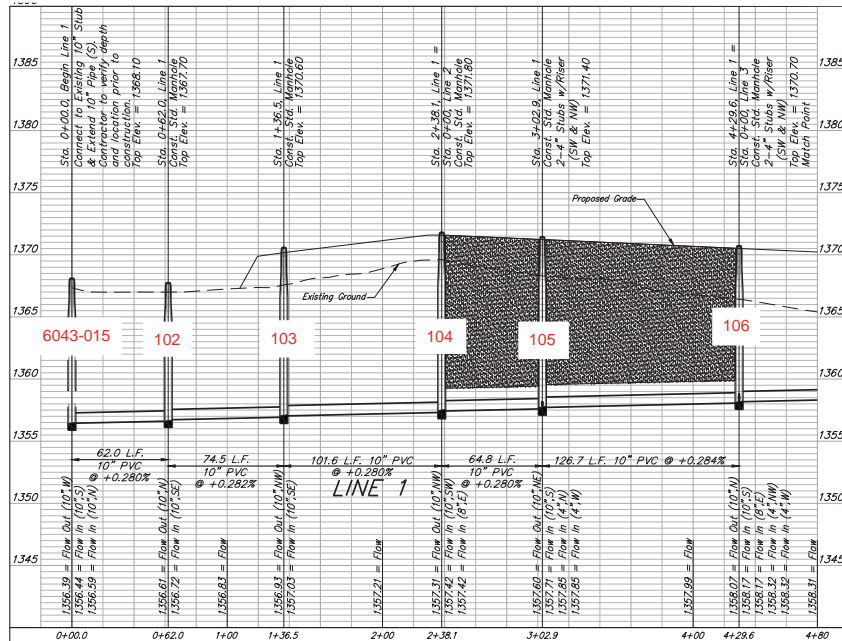 1385
1380
1375
1370
1365
1360
1355
1350
1345
Sta. 0+00.0, Begin Line 1
Connect to Existing 10" Stub
& Extend 10" Pipe (S).
Contractor to verify depth
and location prior to
constriction.
Top Elev. = 1368.10
Sta. 0+62.0, Line 1
Const. Std. Manhole
Top Elev. = 1367.70
Sta. 1+36.5, Line 1
Const. Std. Manhole
Top Elev. = 1370.60
Sta. 2+38.1, Line 1 =
Sta. 0+00, Line 2
Const. Std. Manhole
Top Elev. = 1371.80
Sta. 3+02.9, Line 1
Const. Std. Manhole
2-4" Stubs w/Riser
(SW & NW)
Top Elev. = 1371.40
Sta. 4+29.6, Line 1 =
Sta. 0+00, Line 3
Const. Std. Manhole
2-4" Stubs w/Riser
(SW & NW)
Top Elev. = 1370.70
Match Point
1385
1380
1375
1370
1365
1360
1355
1350
1345
Proposed Grade
Existing Ground
6043-015
102
103
104
105
106
62.0 L.F.
10" PVC
@ +0.280%
74.5 L.F.
10" PVC
@ +0.282%
101.6 L.F. 10" PVC
@ +0.280%
64.8 L.F.
10" PVC
@ +0.280%
126.7 L.F. 10" PVC @ +0.284%
LINE 1
1356.39 = Flow Out (10",W)
1356.44 = Flow In (10",S)
1356.59 = Flow In (10",N)
1356.61 = Flow Out (10",N)
1356.72 = Flow In (10",SE)
1356.83 = Flow
1356.93 = Flow Out (10",NW)
1357.03 = Flow In (10",SE)
1357.21 = Flow
1357.31 = Flow Out (10",NW)
1357.42 = Flow In (10",SW)
1357.42 = Flow In (8",E)
1357.60 = Flow Out (10",NE)
1357.71 = Flow In (10",S)
1357.85 = Flow In (4",N)
1357.85 = Flow In (4",W)
1357.99 = Flow
1358.07 = Flow Out (10",N)
1358.17 = Flow In (10",S)
1358.17 = Flow In (8",E)
1358.32 = Flow In (4",NW)
1358.32 = Flow In (4",W)
1358.31 = Flow
0+00.0
0+62.0
1+00
1+36.5
2+00
2+38.1
3+02.9
4+00
4+29.6
4+80